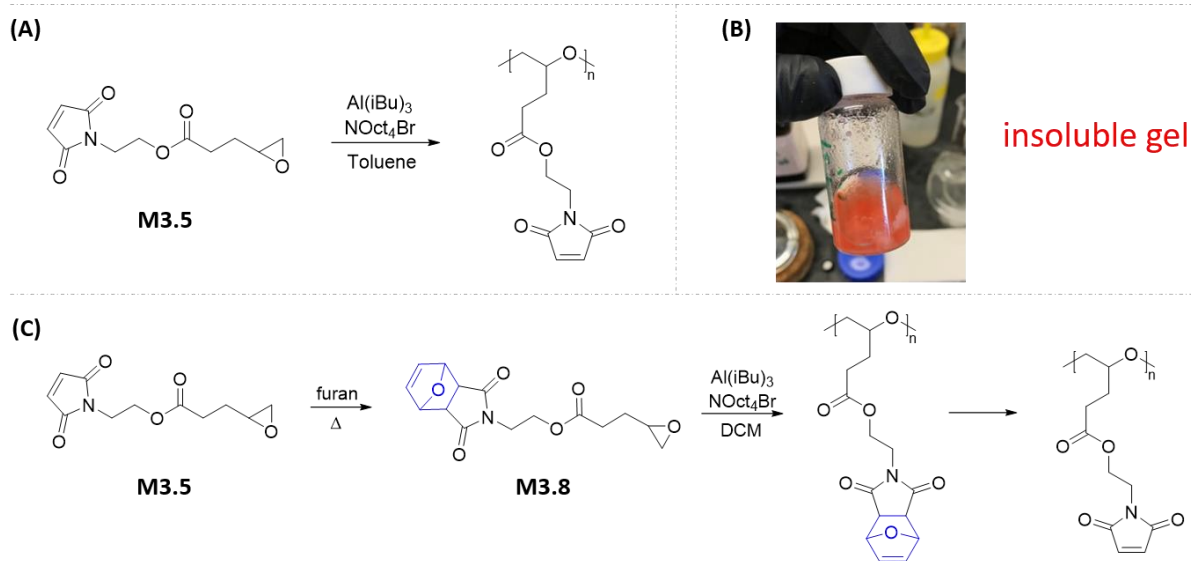 (A)
O
N
O
O
O
O
M3.5
Al(iBu)3
NOct4Br
Toluene
O
n
O
O
N
O
O
(B)
insoluble gel
(C)
O
N
O
O
O
O
M3.5
furan
Δ
O
O
N
O
O
O
O
M3.8
Al(iBu)3
NOct4Br
DCM
O
n
O
O
N
O
O
O
O
n
O
O
N
O
O